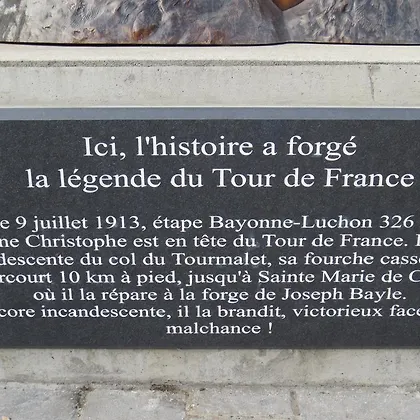 Ici, l'histoire a forgé
la légende du Tour de France
e 9 juillet 1913, étape Bayonne-Luchon 326
ne Christophe est en tête du Tour de France.
descente du col du Tourmalet, sa fourche casse
rcourt 10 km à pied, jusqu'à Sainte Marie de C
où il la répare à la forge de Joseph Bayle.
core incandescente, il la brandit, victorieux face
malchance !